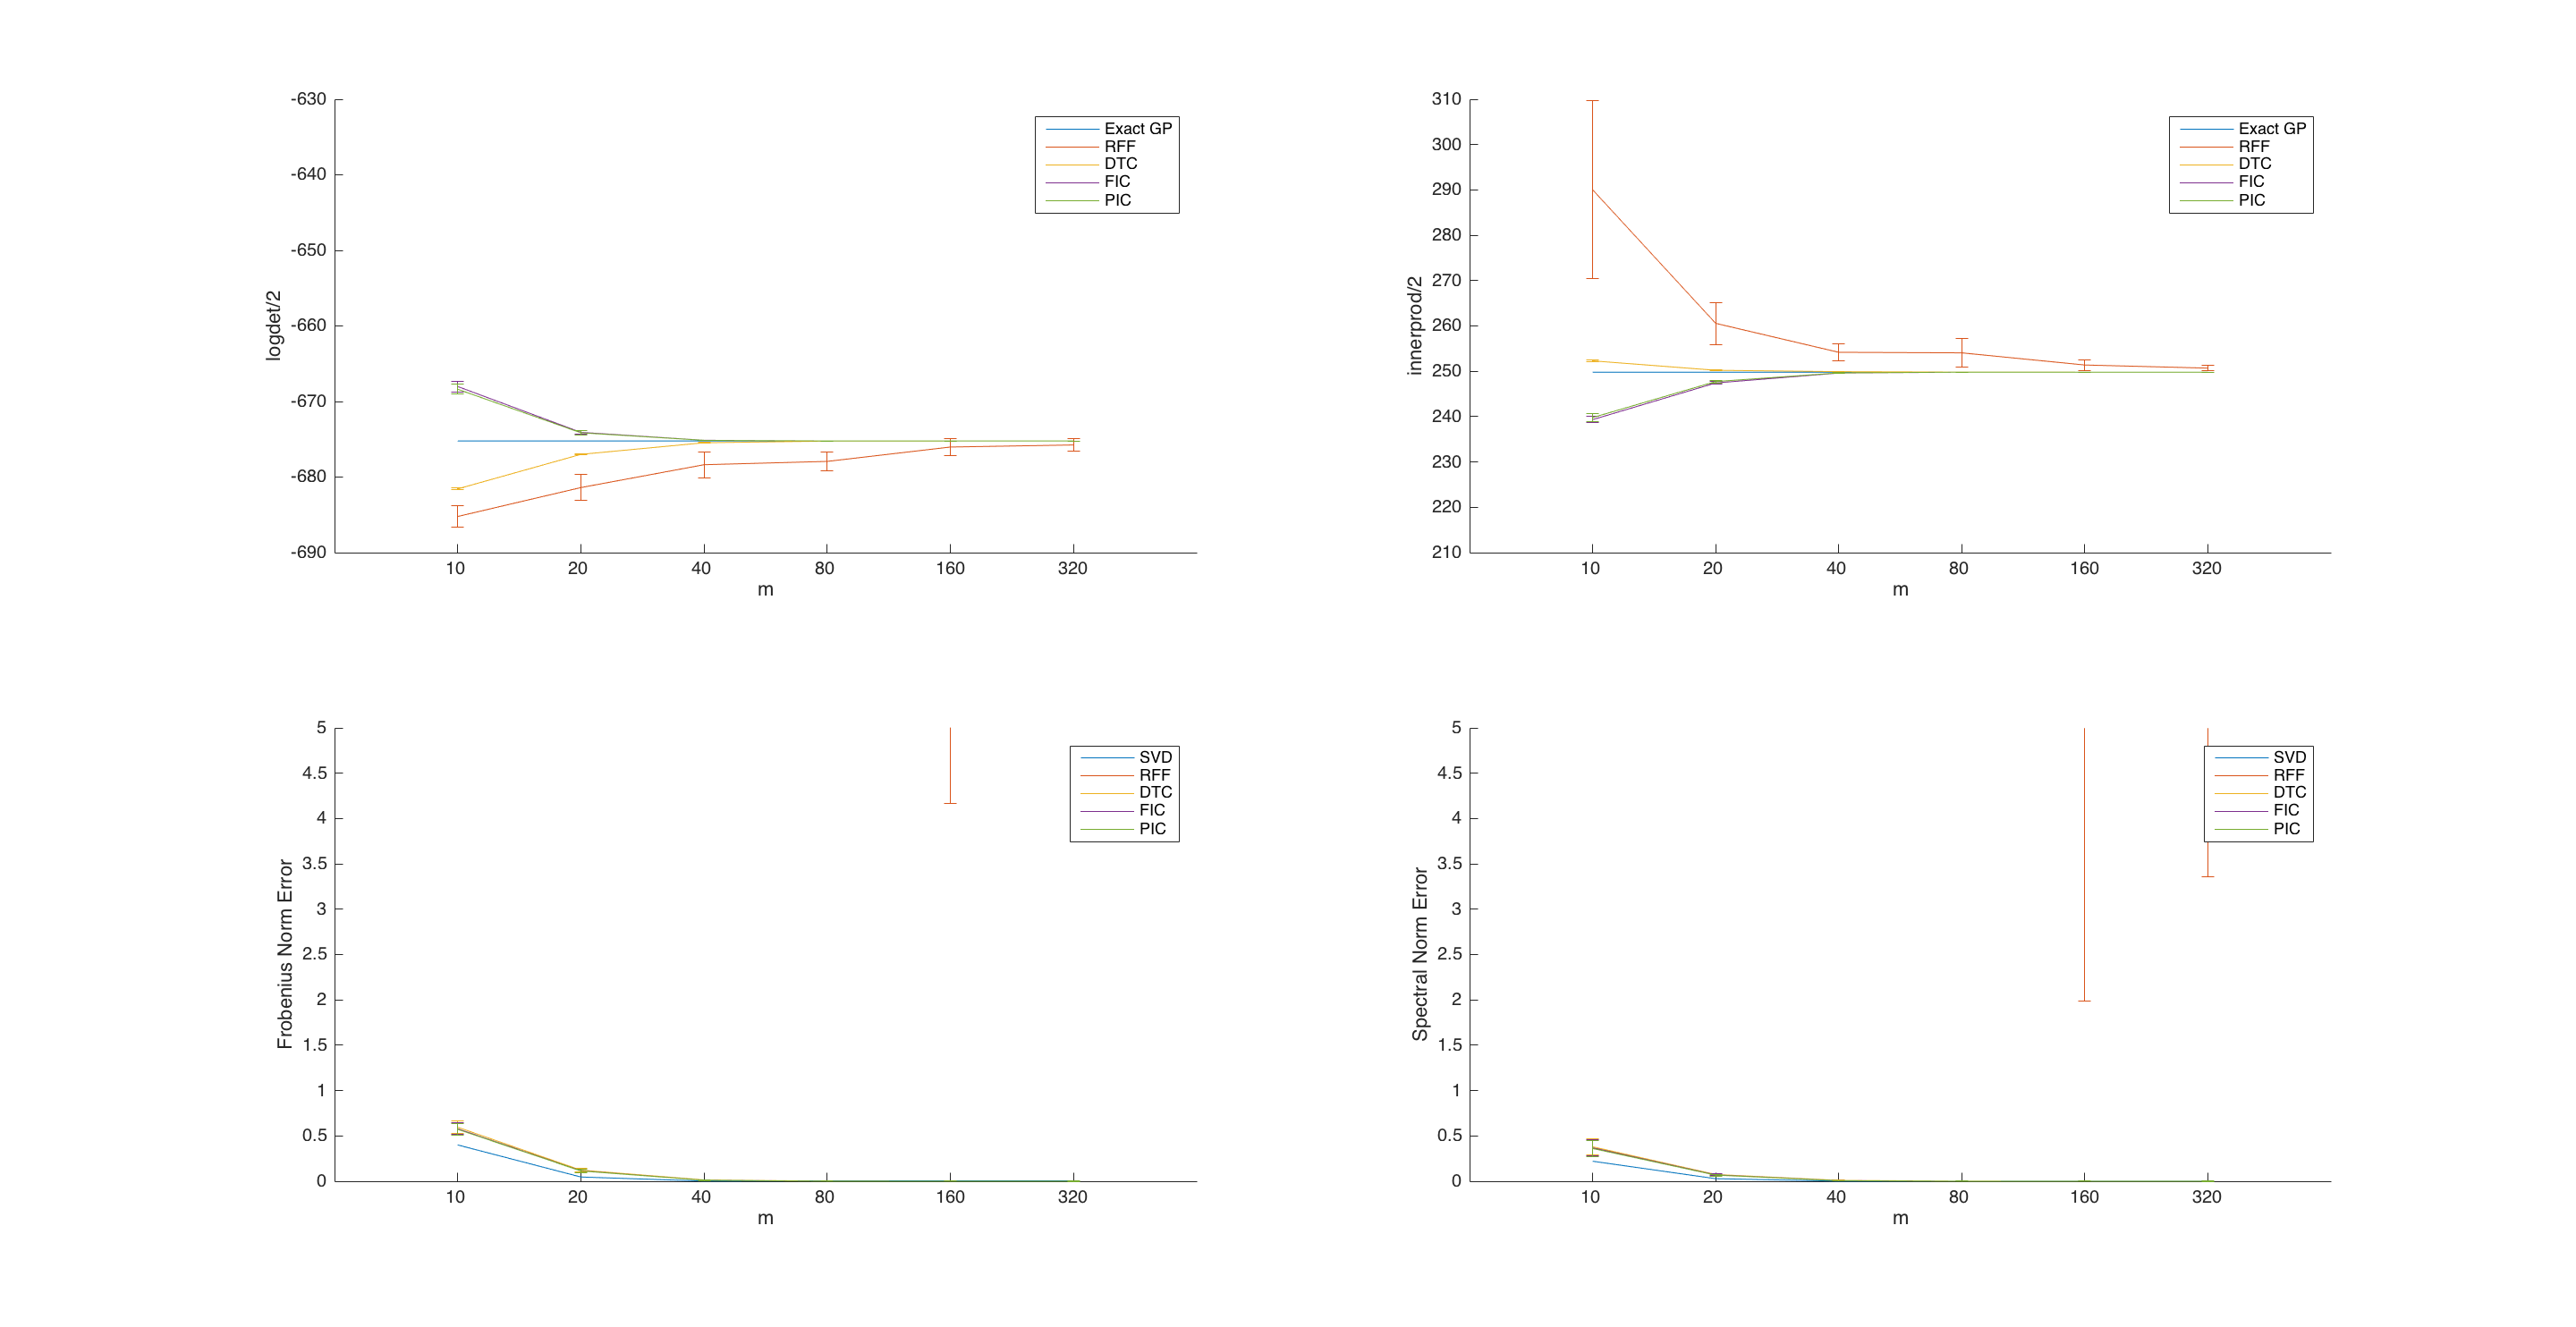 -630
-640
-650
-660
-670
-680
-690
logdet/2
10 20 40 80 160 320
m
Exact GP
RFF
DTC
FIC
PIC
310
300
290
280
270
260
250
240
230
220
210
innerprod/2
10 20 40 80 160 320
m
Exact GP
RFF
DTC
FIC
PIC
5
4.5
4
3.5
3
2.5
2
1.5
1
0.5
0
Frobenius Norm Error
10 20 40 80 160 320
m
SVD
RFF
DTC
FIC
PIC
5
4.5
4
3.5
3
2.5
2
1.5
1
0.5
0
Spectral Norm Error
10 20 40 80 160 320
m
SVD
RFF
DTC
FIC
PIC